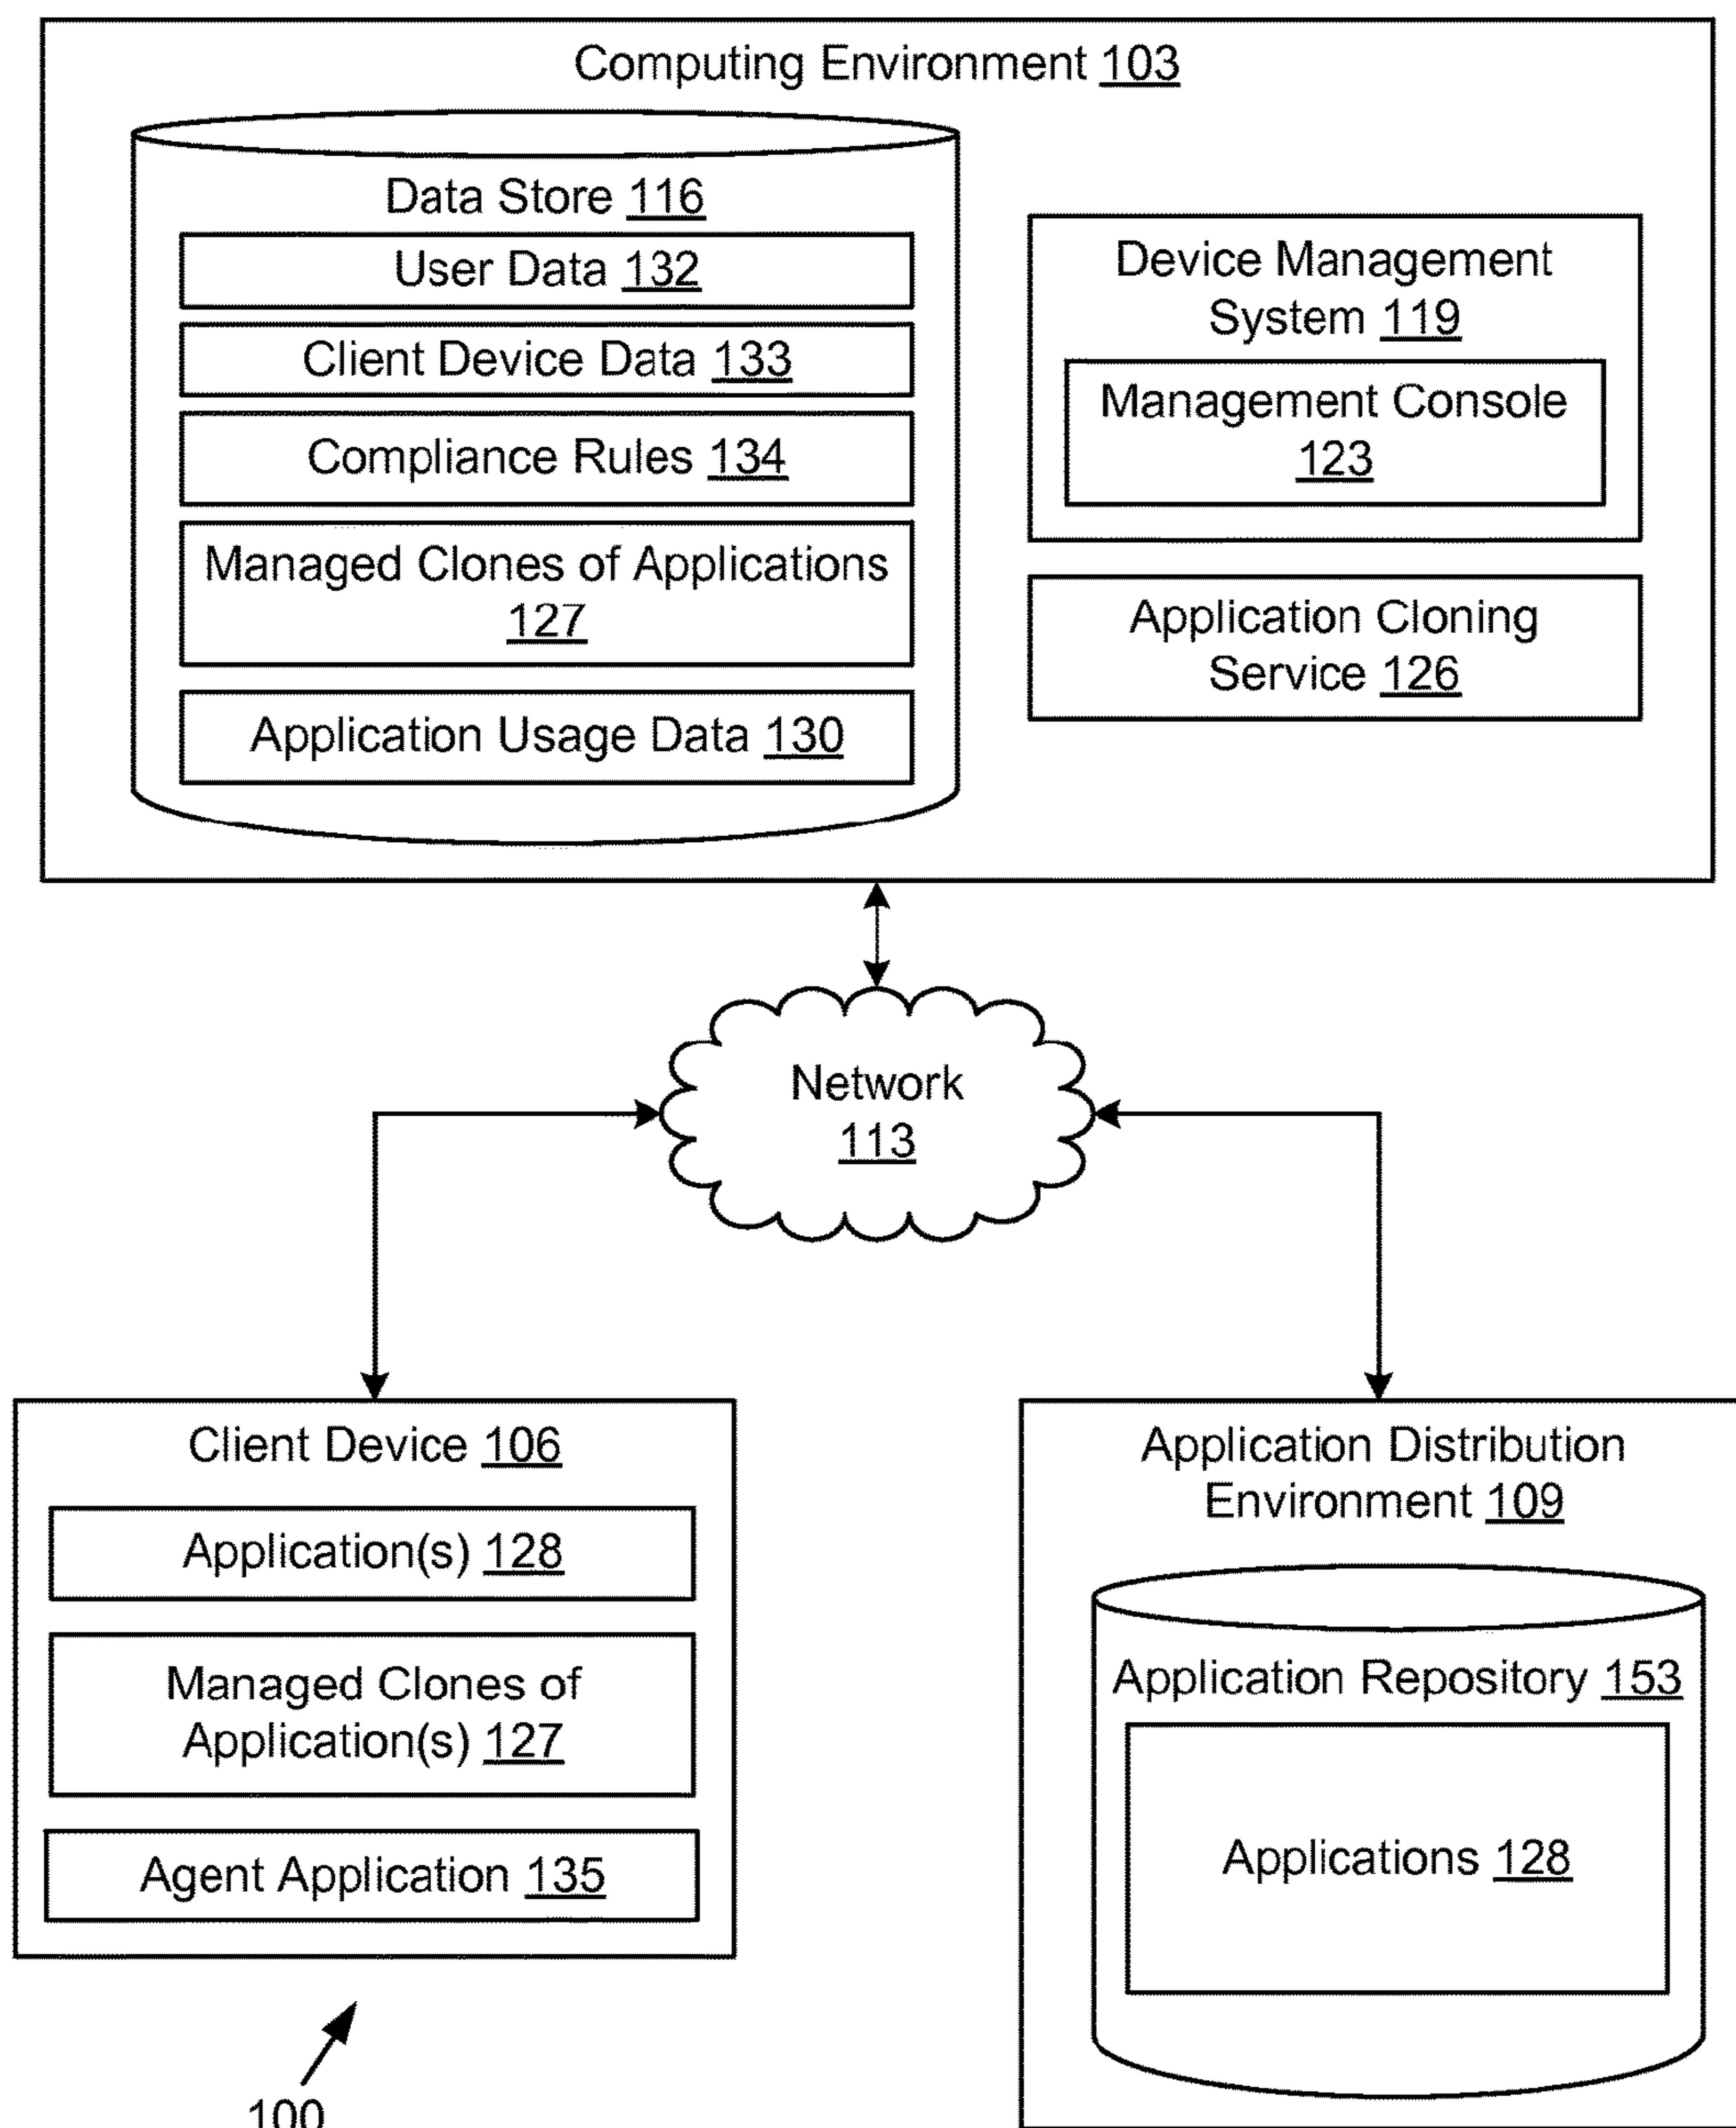 Computing Environment 103
Data Store 116
User Data 132
Client Device Data 133
Compliance Rules 134
Managed Clones of Applications
127
Application Usage Data 130
Device Management
System 119
Management Console
123
Application Cloning
Service 126
Network
113
Client Device 106
Application(s) 128
Managed Clones of
Application(s) 127
Agent Application 135
Application Distribution
Environment 109
Application Repository 153
Applications 128
100